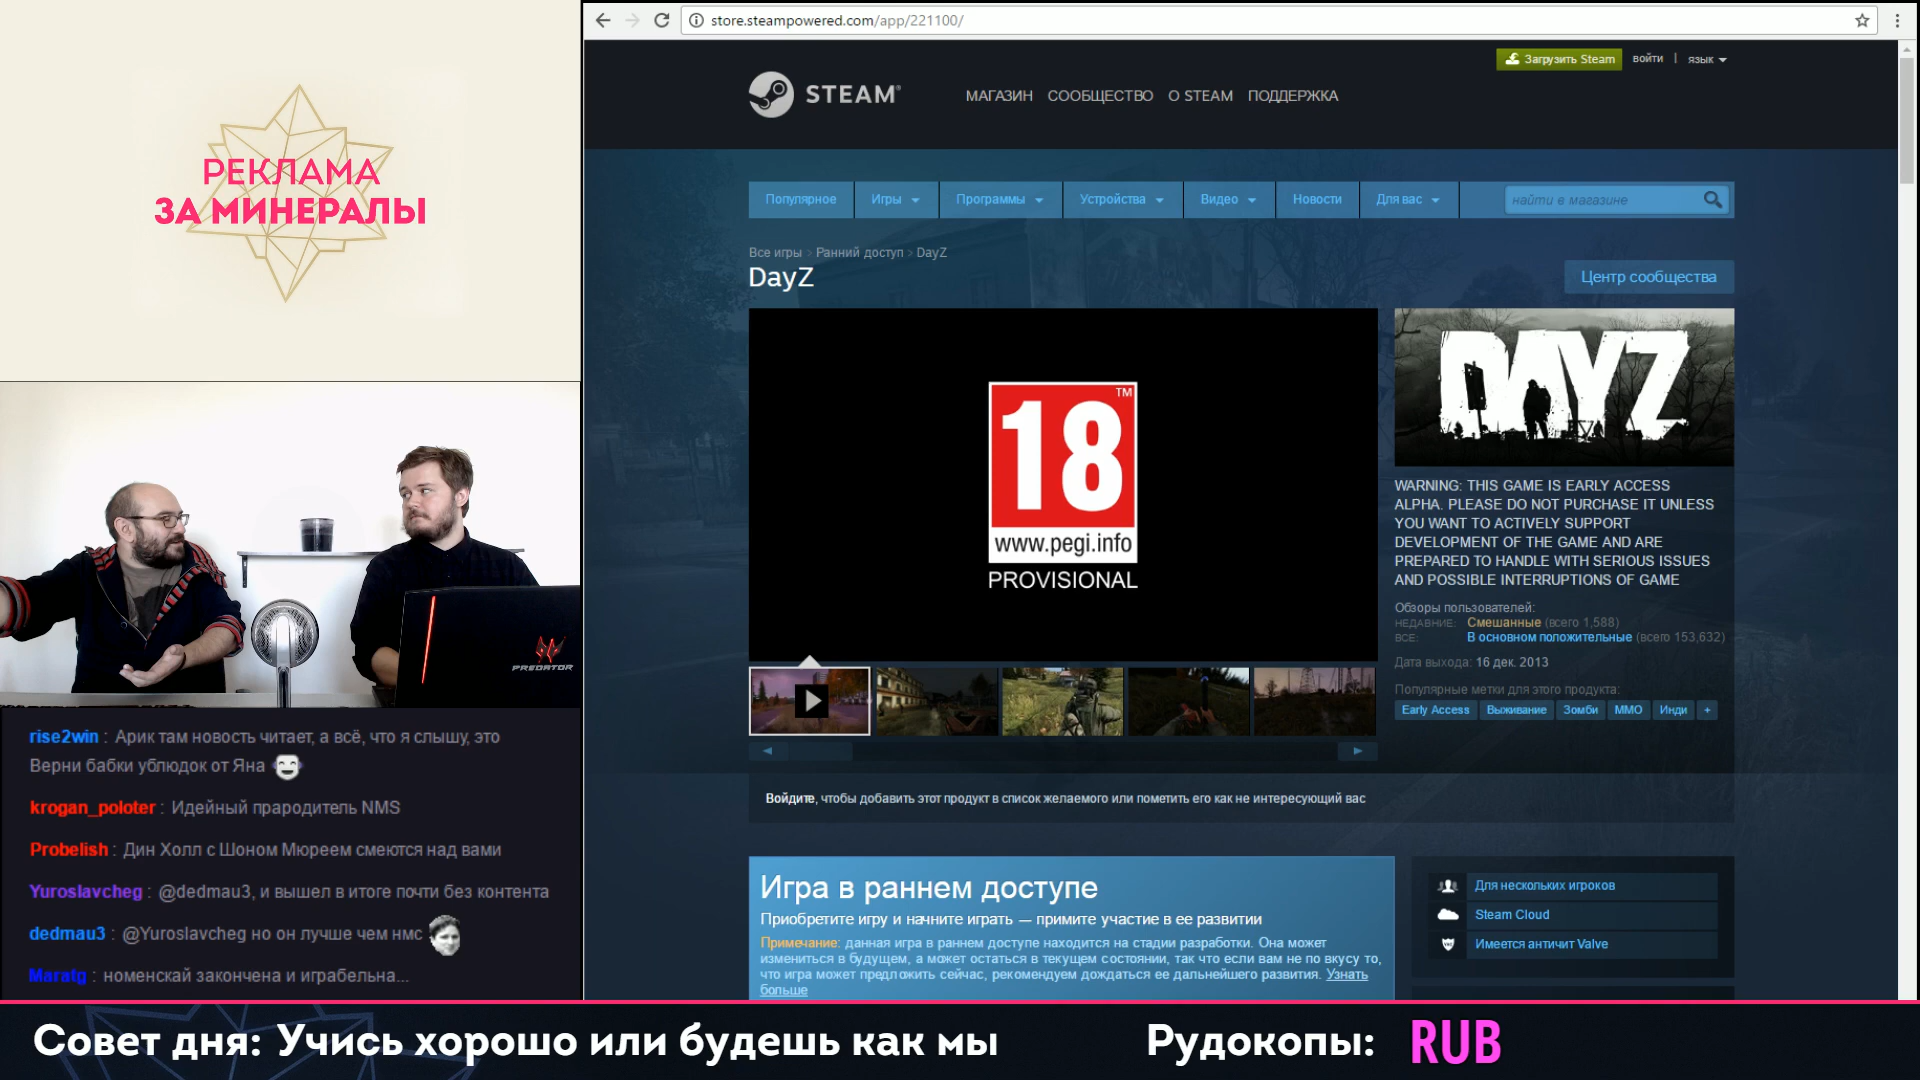 РЕКЛАМА
ЗА МИНЕРАЛЫ
PREDATOR
rise2win : Арик там новость читает, а всё, что я слышу, это
Верни бабки ублюдок от Яна
krogan_poloter : Идейный прародитель NMS
Probelish : Дин Холл с Шоном Мюреем смеются над вами
Yuroslavcheg : @dedmau3, и вышел в итоге почти без контента
dedmau3 : @Yuroslavcheg но он лучше чем нмс
Maratg : номенскай закончена и играбельна...
store.steampowered.com/app/221100/
Загрузить Steam
войти | язык
STEAM®
МАГАЗИН СООБЩЕСТВО О STEAM ПОДДЕРЖКА
Популярное Игры Программы Устройства Видео Новости Для вас найти в магазине
Все игры > Ранний доступ > DayZ
DayZ
Центр сообщества
18 TM
www.pegi.info
PROVISIONAL
DAYZ
WARNING: THIS GAME IS EARLY ACCESS
ALPHA. PLEASE DO NOT PURCHASE IT UNLESS
YOU WANT TO ACTIVELY SUPPORT
DEVELOPMENT OF THE GAME AND ARE
PREPARED TO HANDLE WITH SERIOUS ISSUES
AND POSSIBLE INTERRUPTIONS OF GAME
Обзоры пользователей:
НЕДАВНИЕ: Смешанные (всего 1,588)
ВСЕ: В основном положительные (всего 153,632)
Дата выхода: 16 дек. 2013
Популярные метки для этого продукта:
Early Access Выживание Зомби MMO Инди +
Войдите, чтобы добавить этот продукт в список желаемого или пометить его как не интересующий вас
Игра в раннем доступе
Приобретите игру и начните играть — примите участие в ее развитии
Примечание: данная игра в раннем доступе находится на стадии разработки. Она может
измениться в будущем, а может остаться в текущем состоянии, так что если вам не по вкусу то,
что игра может предложить сейчас, рекомендуем дождаться ее дальнейшего развития. Узнать
больше
Для нескольких игроков
Steam Cloud
Имеется античит Valve
Совет дня: Учись хорошо или будешь как мы
Рудокопы: RUB